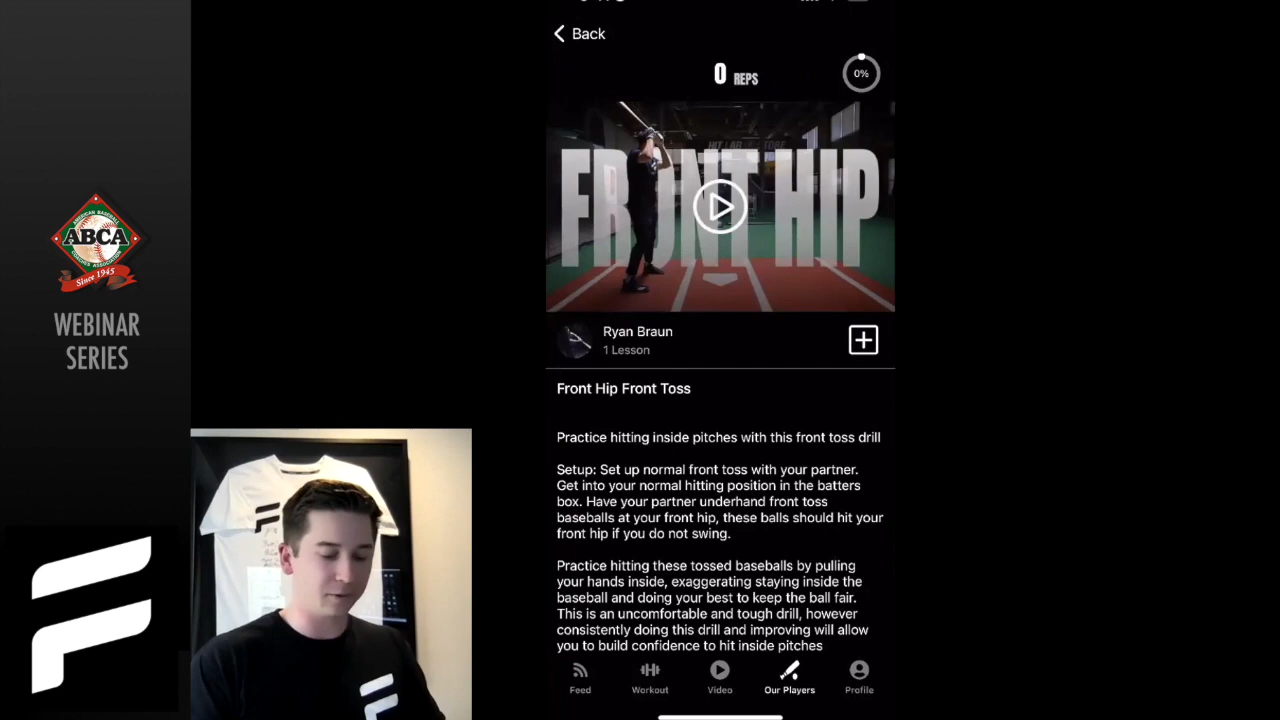 Back
0 REPS
0%
FRONT HIP
Ryan Braun
1 Lesson
Front Hip Front Toss
Practice hitting inside pitches with this front toss drill
Setup: Set up normal front toss with your partner.
Get into your normal hitting position in the batters
box. Have your partner underhand front toss
baseballs at your front hip, these balls should hit your
front hip if you do not swing.
Practice hitting these tossed baseballs by pulling
your hands inside, exaggerating staying inside the
baseball and doing your best to keep the ball fair.
This is an uncomfortable and tough drill, however
consistently doing this drill and improving will allow
you to build confidence to hit inside pitches
Feed
Workout
Video
Our Players
Profile
AMERICAN BASEBALL
ABCA
COACHES ASSOCIATION
Since 1945
WEBINAR
SERIES
F